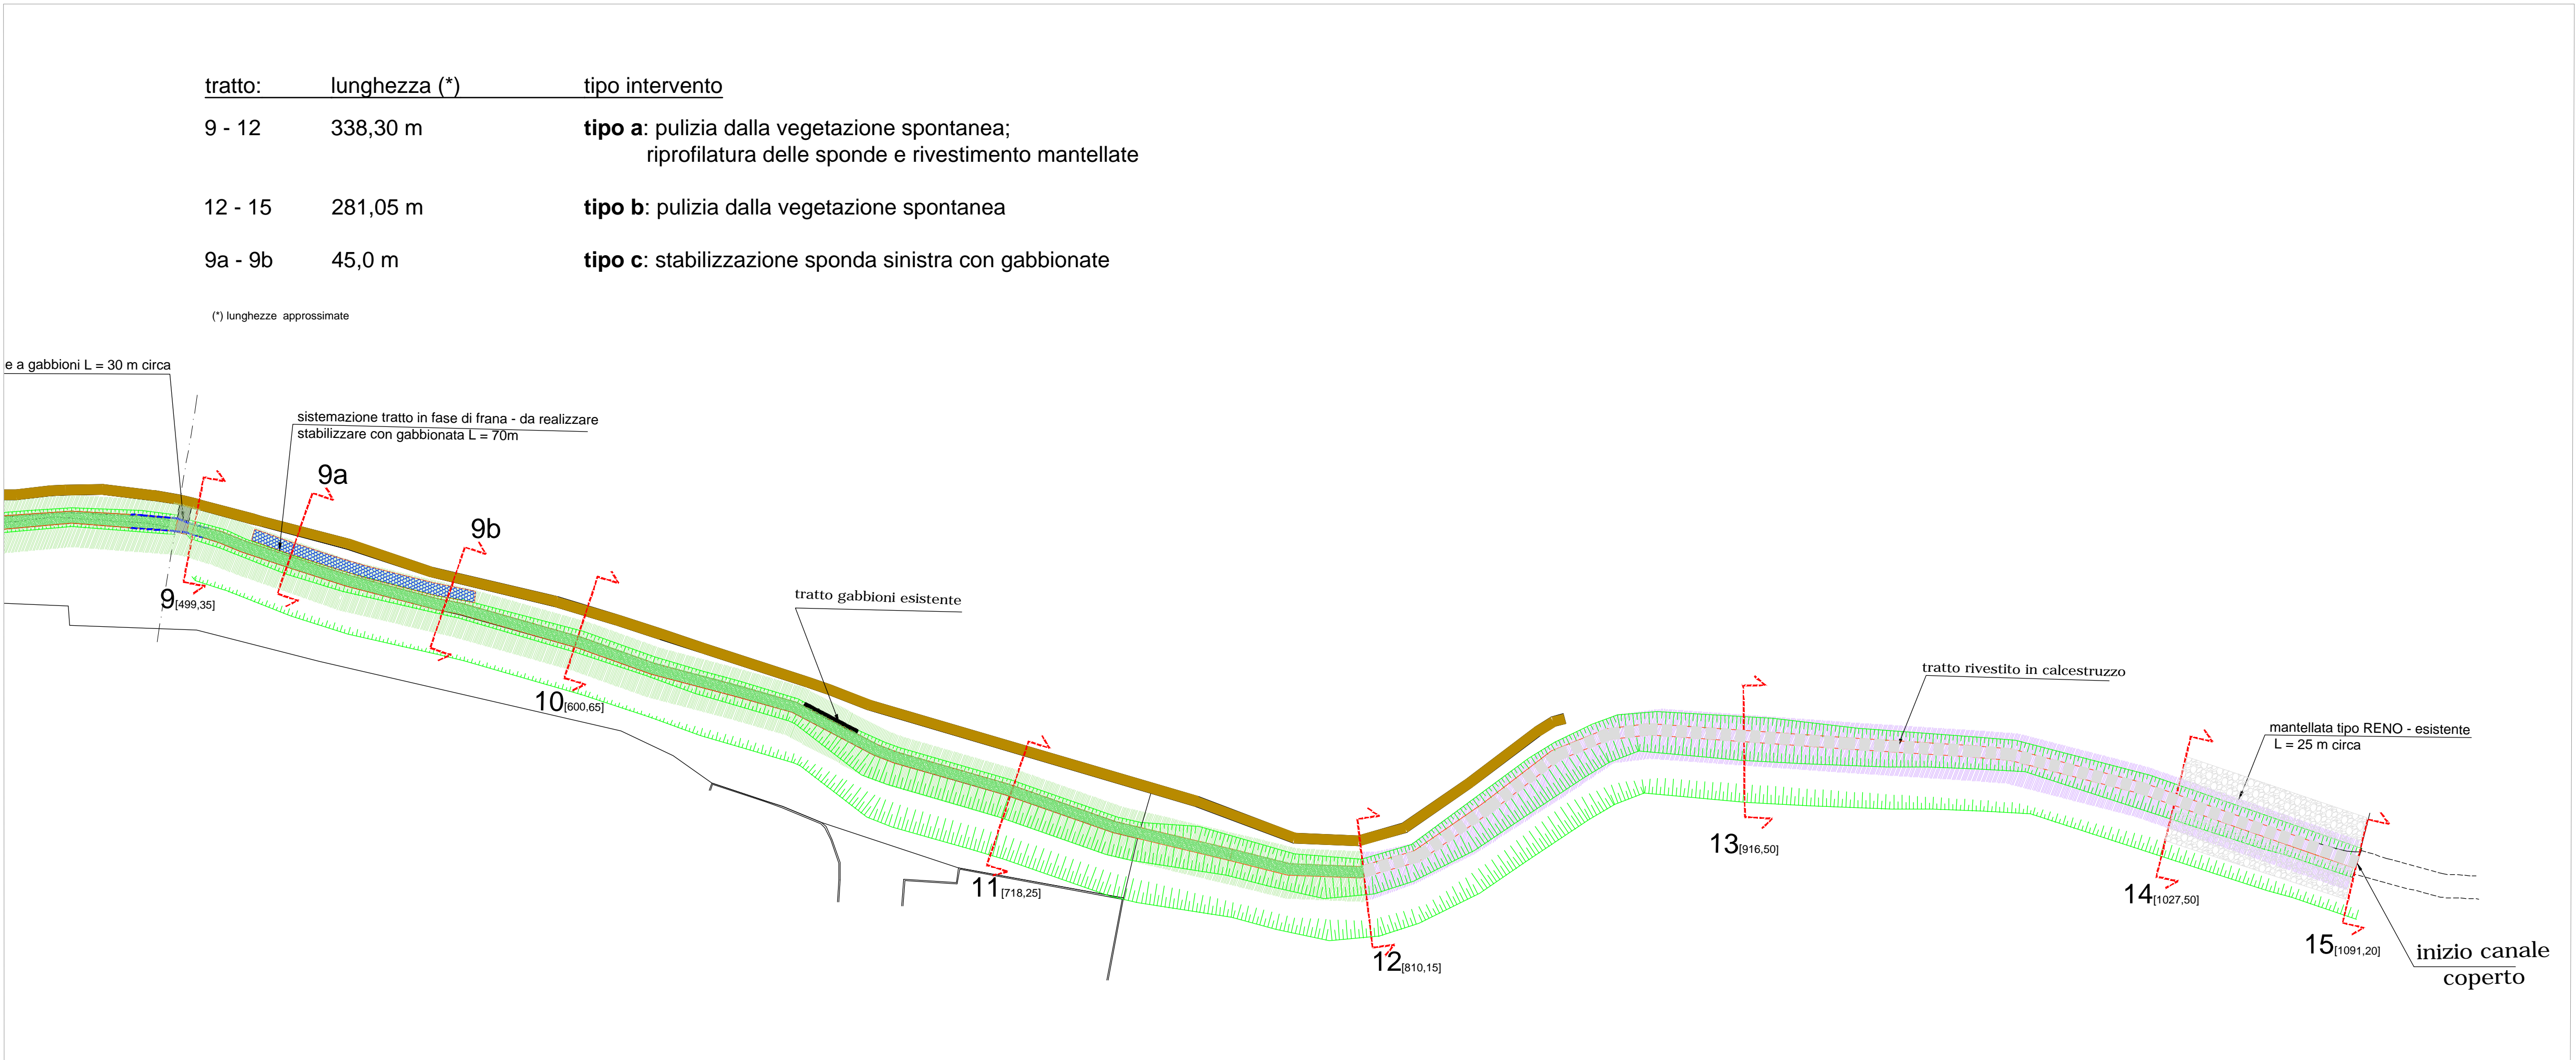 tratto: lunghezza (*) tipo intervento
9 - 12 338,30 m tipo a: pulizia dalla vegetazione spontanea;
riprofilatura delle sponde e rivestimento mantellate
12 - 15 281,05 m tipo b: pulizia dalla vegetazione spontanea
9a - 9b 45,0 m tipo c: stabilizzazione sponda sinistra con gabbionate
(*) lunghezze approssimate
e a gabbioni L = 30 m circa
sistemazione tratto in fase di frana - da realizzare
stabilizzare con gabbionata L = 70m
9a
9b
9[499,35]
10[600,65]
tratto gabbioni esistente
11[718,25]
12[810,15]
13[916,50]
tratto rivestito in calcestruzzo
mantellata tipo RENO - esistente
L = 25 m circa
14[1027,50]
15[1091,20]
inizio canale
coperto